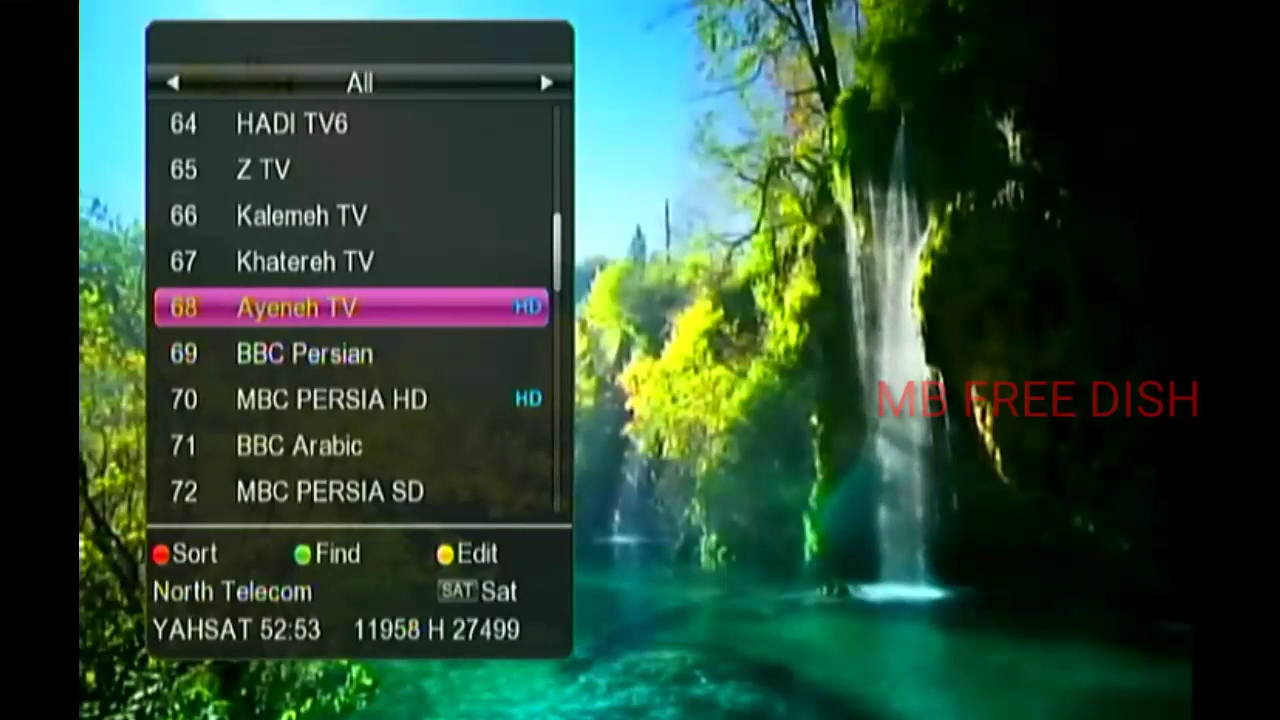 All
64 HADI TV6
65 Z TV
66 Kalemeh TV
67 Khatereh TV
68 Ayeneh TV HD
69 BBC Persian
70 MBC PERSIA HD HD
71 BBC Arabic
72 MBC PERSIA SD
MB FREE DISH
Sort Find Edit
North Telecom SAT Sat
YAHSAT 52:53 11958 H 27499